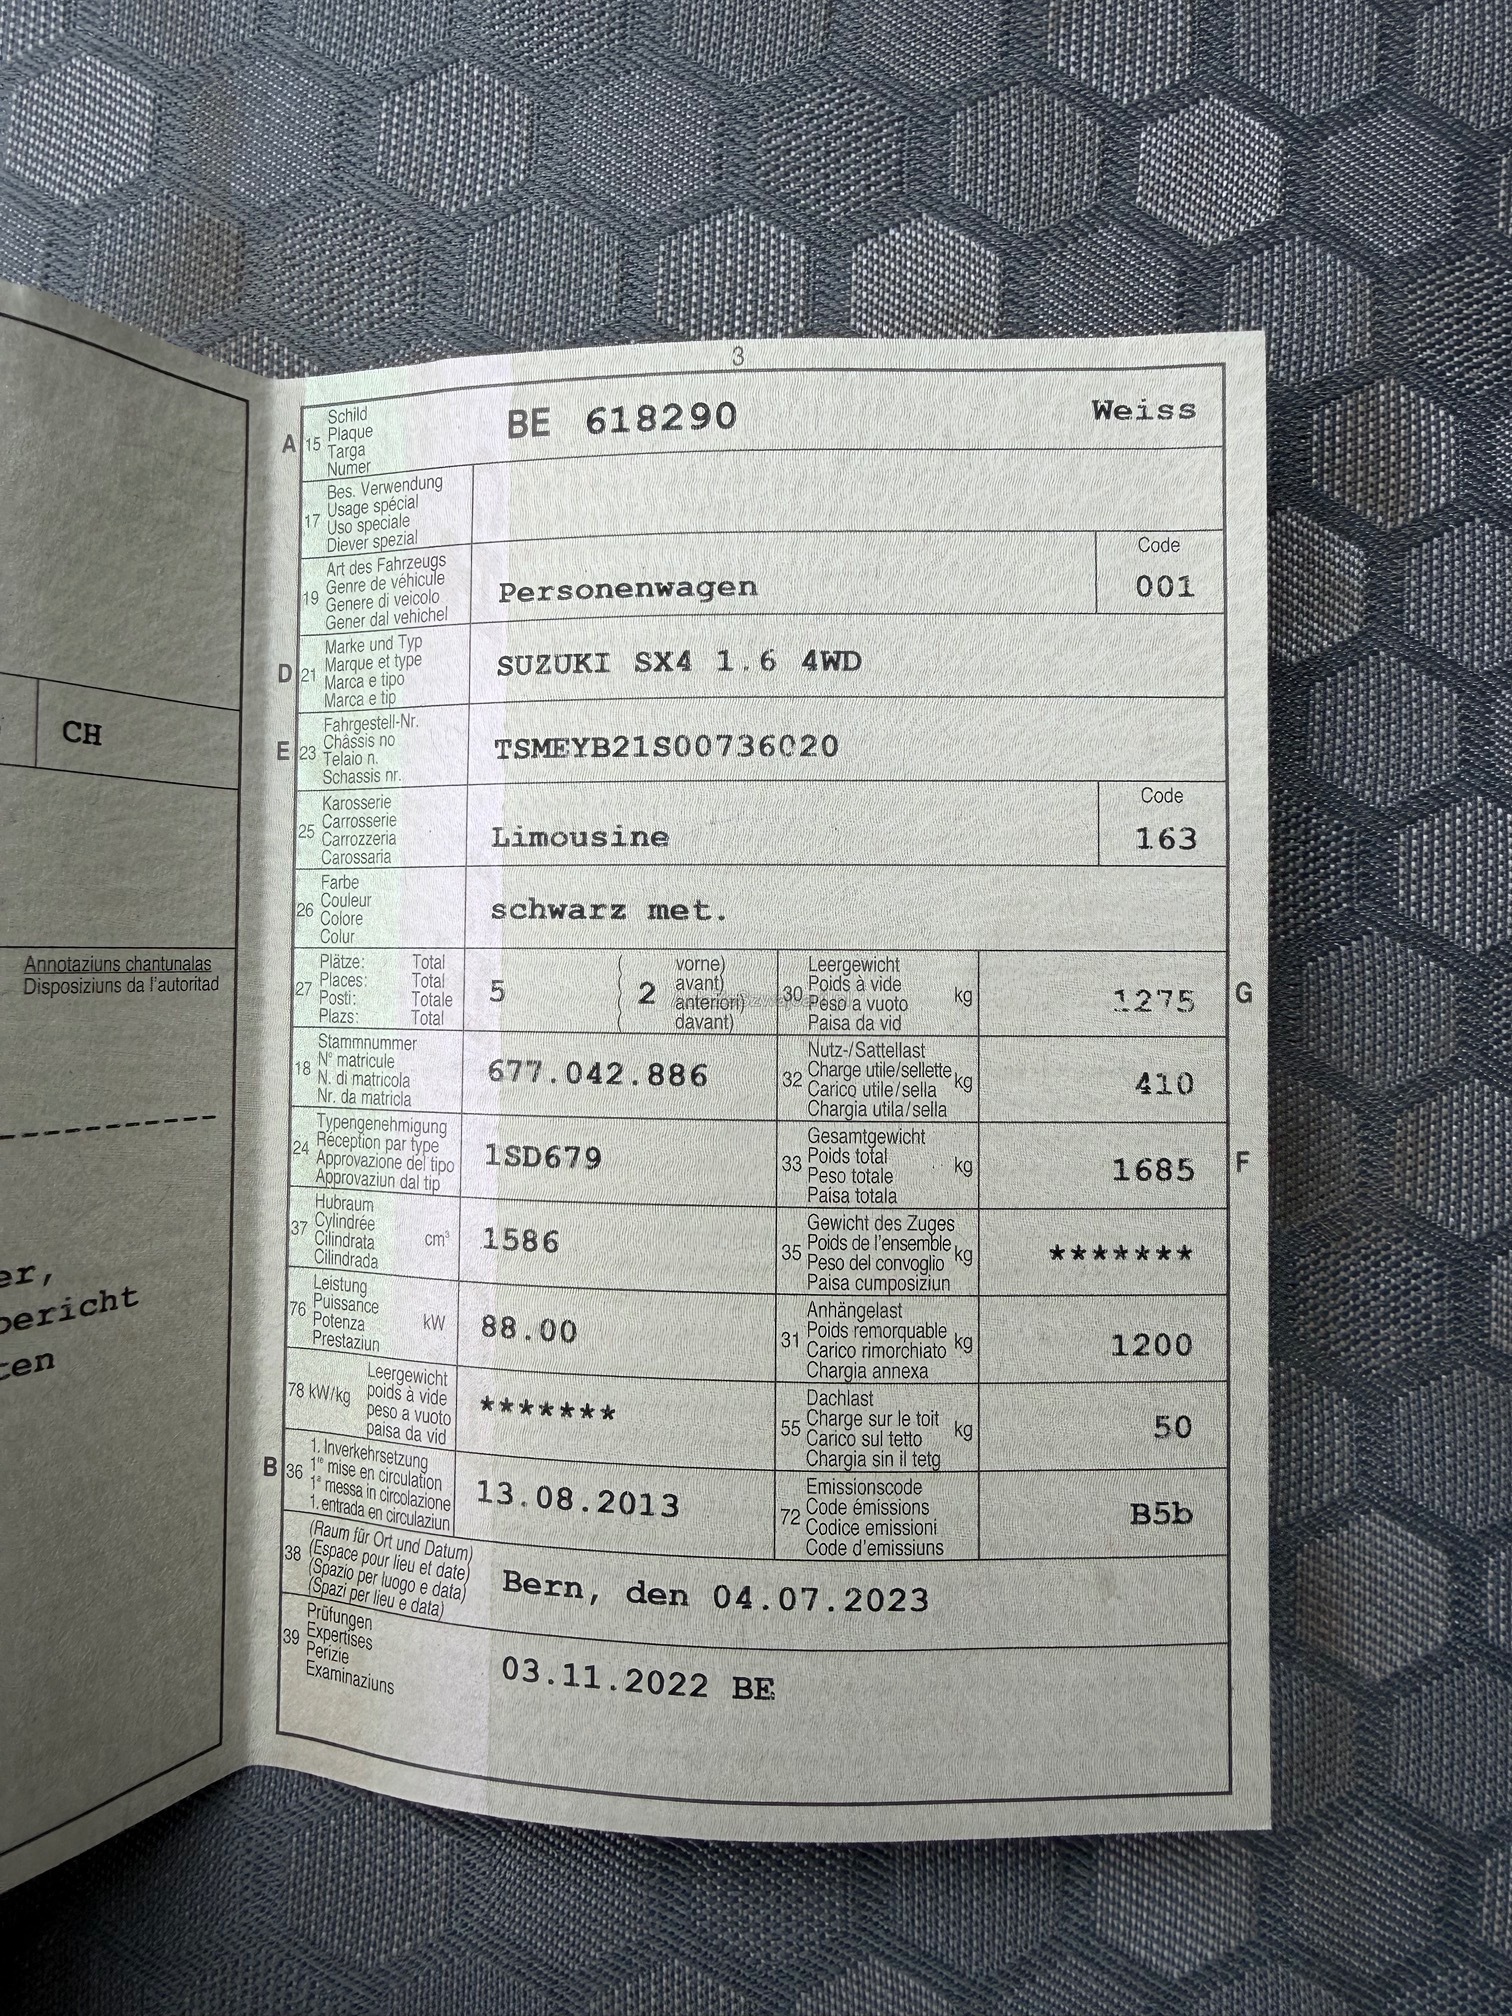 3
A 15 Schild
Plaque
Targa
Numer
BE 618290 Weiss
17 Bes. Verwendung
Usage spécial
Uso speciale
Diever spezial
19 Art des Fahrzeugs
Genre de véhicule
Genere di veicolo
Gener dal vehichel
Personenwagen
Code
001
D 21 Marke und Typ
Marque et type
Marca e tipo
Marca e tip
SUZUKI SX4 1.6 4WD
E 23 Fahrgestell-Nr.
Châssis no
Telaio n.
Schassis nr.
TSMEYB21S00736020
25 Karosserie
Carrosserie
Carrozzeria
Carossaria
Limousine
Code
163
26 Farbe
Couleur
Colore
Colur
schwarz met.
27 Plätze: Total
Places: Total
Posti: Totale
Plazs: Total
5
( vorne)
( 2 avant)
( anteriori)
( davant)
30 Leergewicht
Poids à vide
Peso a vuoto
Paisa da vid
kg
1275 G
18 Stammnummer
N° matricule
N. di matricola
Nr. da matricla
677.042.886
32 Nutz-/Sattellast
Charge utile/sellette
Carico utile/sella
Chargia utila/sella
kg
410
24 Typengenehmigung
Réception par type
Approvazione del tipo
Approvaziun dal tip
1SD679
33 Gesamtgewicht
Poids total
Peso totale
Paisa totala
kg
1685 F
37 Hubraum
Cylindrée
Cilindrata
Cilindrada
cm³
1586
35 Gewicht des Zuges
Poids de l'ensemble
Peso del convoglio
Paisa cumposiziun
kg
*******
76 Leistung
Puissance
Potenza
Prestaziun
kW
88.00
31 Anhängelast
Poids remorquable
Carico rimorchiato
Chargia annexa
kg
1200
78 kW/kg Leergewicht
poids à vide
peso a vuoto
paisa da vid
*******
55 Dachlast
Charge sur le toit
Carico sul tetto
Chargia sin il tetg
kg
50
B 36 1. Inverkehrsetzung
1re mise en circulation
1a messa in circolazione
1. entrada en circulaziun
13.08.2013
72 Emissionscode
Code émissions
Codice emissioni
Code d'emissiuns
B5b
38 (Raum für Ort und Datum)
(Espace pour lieu et date)
(Spazio per luogo e data)
(Spazi per lieu e data)
Bern, den 04.07.2023
39 Prüfungen
Expertises
Perizie
Examinaziuns
03.11.2022 BE
CH
Annotaziuns chantunalas
Disposiziuns da l'autoritad
er,
bericht
ten